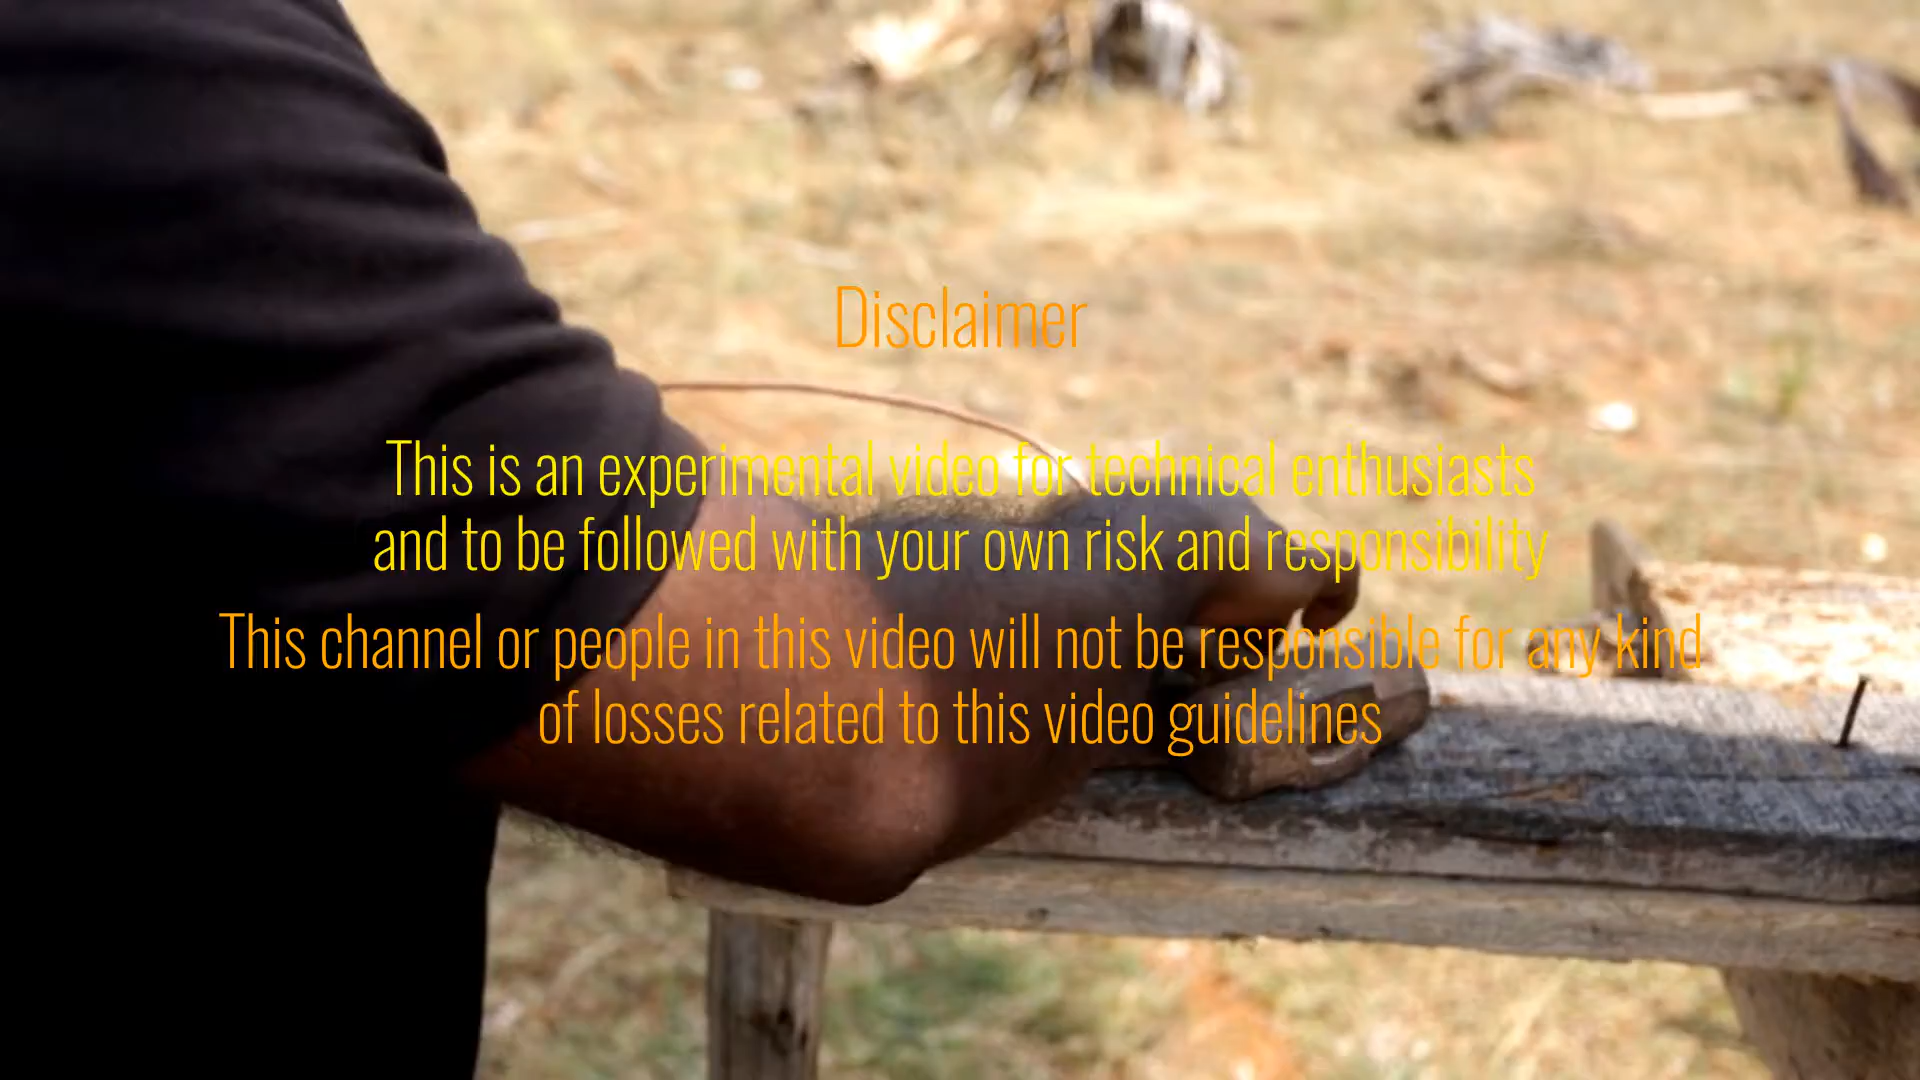 Disclaimer
This is an experimental video for technical enthusiasts
and to be followed with your own risk and responsibility
This channel or people in this video will not be responsible for any kind
of losses related to this video guidelines